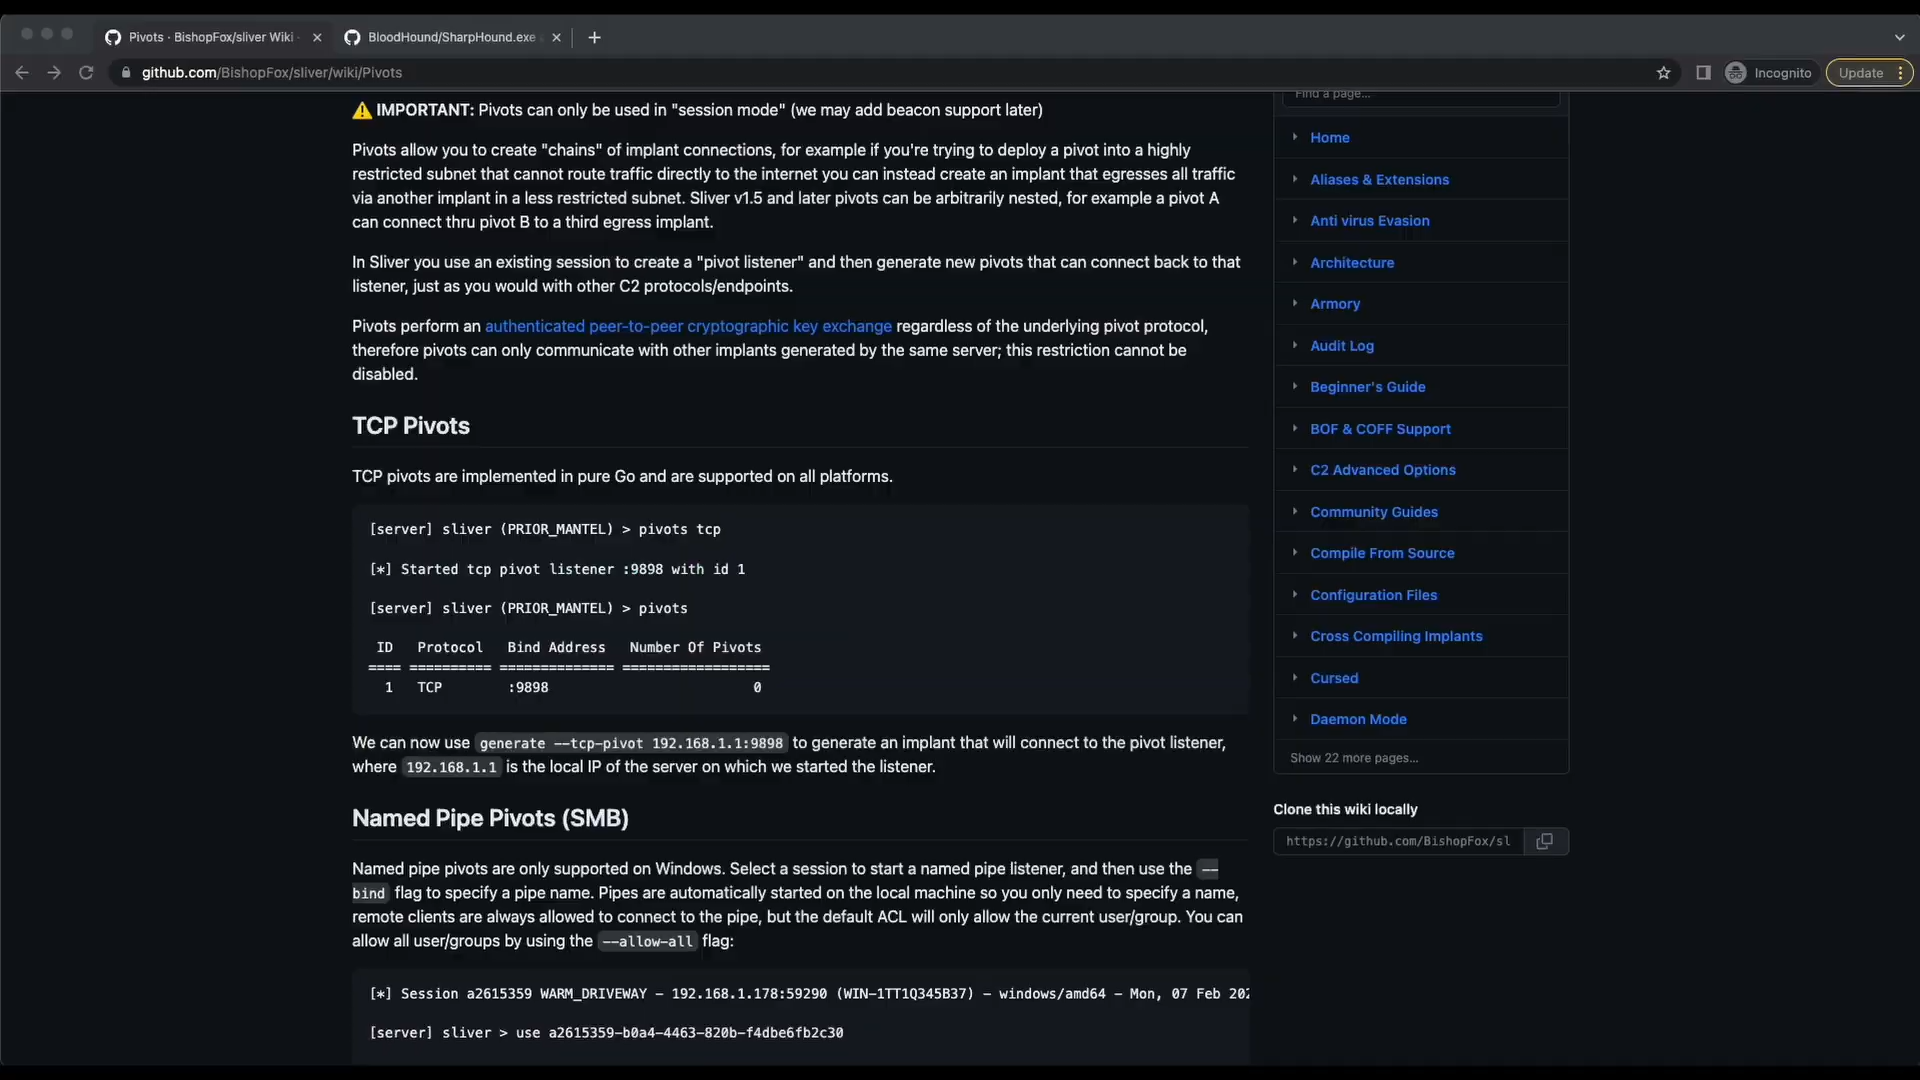 Pivots · BishopFox/sliver Wiki ·
BloodHound/SharpHound.exe
github.com/BishopFox/sliver/wiki/Pivots
Incognito
Update
⚠ IMPORTANT: Pivots can only be used in "session mode" (we may add beacon support later)
Pivots allow you to create "chains" of implant connections, for example if you're trying to deploy a pivot into a highly
restricted subnet that cannot route traffic directly to the internet you can instead create an implant that egresses all traffic
via another implant in a less restricted subnet. Sliver v1.5 and later pivots can be arbitrarily nested, for example a pivot A
can connect thru pivot B to a third egress implant.
In Sliver you use an existing session to create a "pivot listener" and then generate new pivots that can connect back to that
listener, just as you would with other C2 protocols/endpoints.
Pivots perform an authenticated peer-to-peer cryptographic key exchange regardless of the underlying pivot protocol,
therefore pivots can only communicate with other implants generated by the same server; this restriction cannot be
disabled.
TCP Pivots
TCP pivots are implemented in pure Go and are supported on all platforms.
[server] sliver (PRIOR_MANTEL) > pivots tcp
[*] Started tcp pivot listener :9898 with id 1
[server] sliver (PRIOR_MANTEL) > pivots
ID Protocol Bind Address Number Of Pivots
==== ========== ============== ==================
1 TCP :9898 0
We can now use generate --tcp-pivot 192.168.1.1:9898 to generate an implant that will connect to the pivot listener,
where 192.168.1.1 is the local IP of the server on which we started the listener.
Named Pipe Pivots (SMB)
Named pipe pivots are only supported on Windows. Select a session to start a named pipe listener, and then use the --
bind flag to specify a pipe name. Pipes are automatically started on the local machine so you only need to specify a name,
remote clients are always allowed to connect to the pipe, but the default ACL will only allow the current user/group. You can
allow all user/groups by using the --allow-all flag:
[*] Session a2615359 WARM_DRIVEWAY - 192.168.1.178:59290 (WIN-1TT1Q345B37) - windows/amd64 - Mon, 07 Feb 202
[server] sliver > use a2615359-b0a4-4463-820b-f4dbe6fb2c30
Find a page...
Home
Aliases & Extensions
Anti virus Evasion
Architecture
Armory
Audit Log
Beginner's Guide
BOF & COFF Support
C2 Advanced Options
Community Guides
Compile From Source
Configuration Files
Cross Compiling Implants
Cursed
Daemon Mode
Show 22 more pages...
Clone this wiki locally
https://github.com/BishopFox/sl